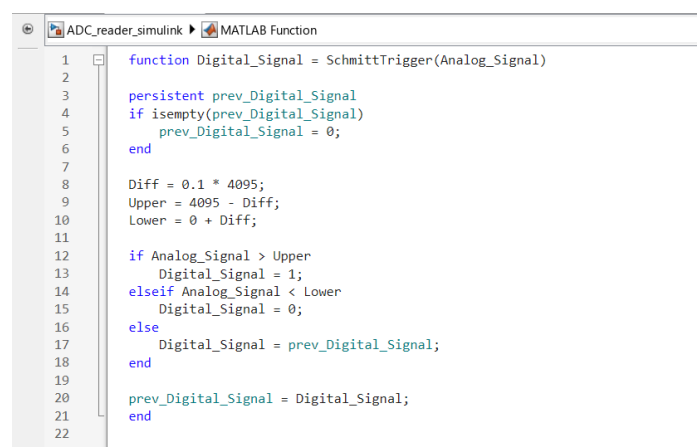 ADC_reader_simulink ▶ MATLAB Function
1 function Digital_Signal = SchmittTrigger(Analog_Signal)
2
3 persistent prev_Digital_Signal
4 if isempty(prev_Digital_Signal)
5     prev_Digital_Signal = 0;
6 end
7
8 Diff = 0.1 * 4095;
9 Upper = 4095 - Diff;
10 Lower = 0 + Diff;
11
12 if Analog_Signal > Upper
13     Digital_Signal = 1;
14 elseif Analog_Signal < Lower
15     Digital_Signal = 0;
16 else
17     Digital_Signal = prev_Digital_Signal;
18 end
19
20 prev_Digital_Signal = Digital_Signal;
21 end
22